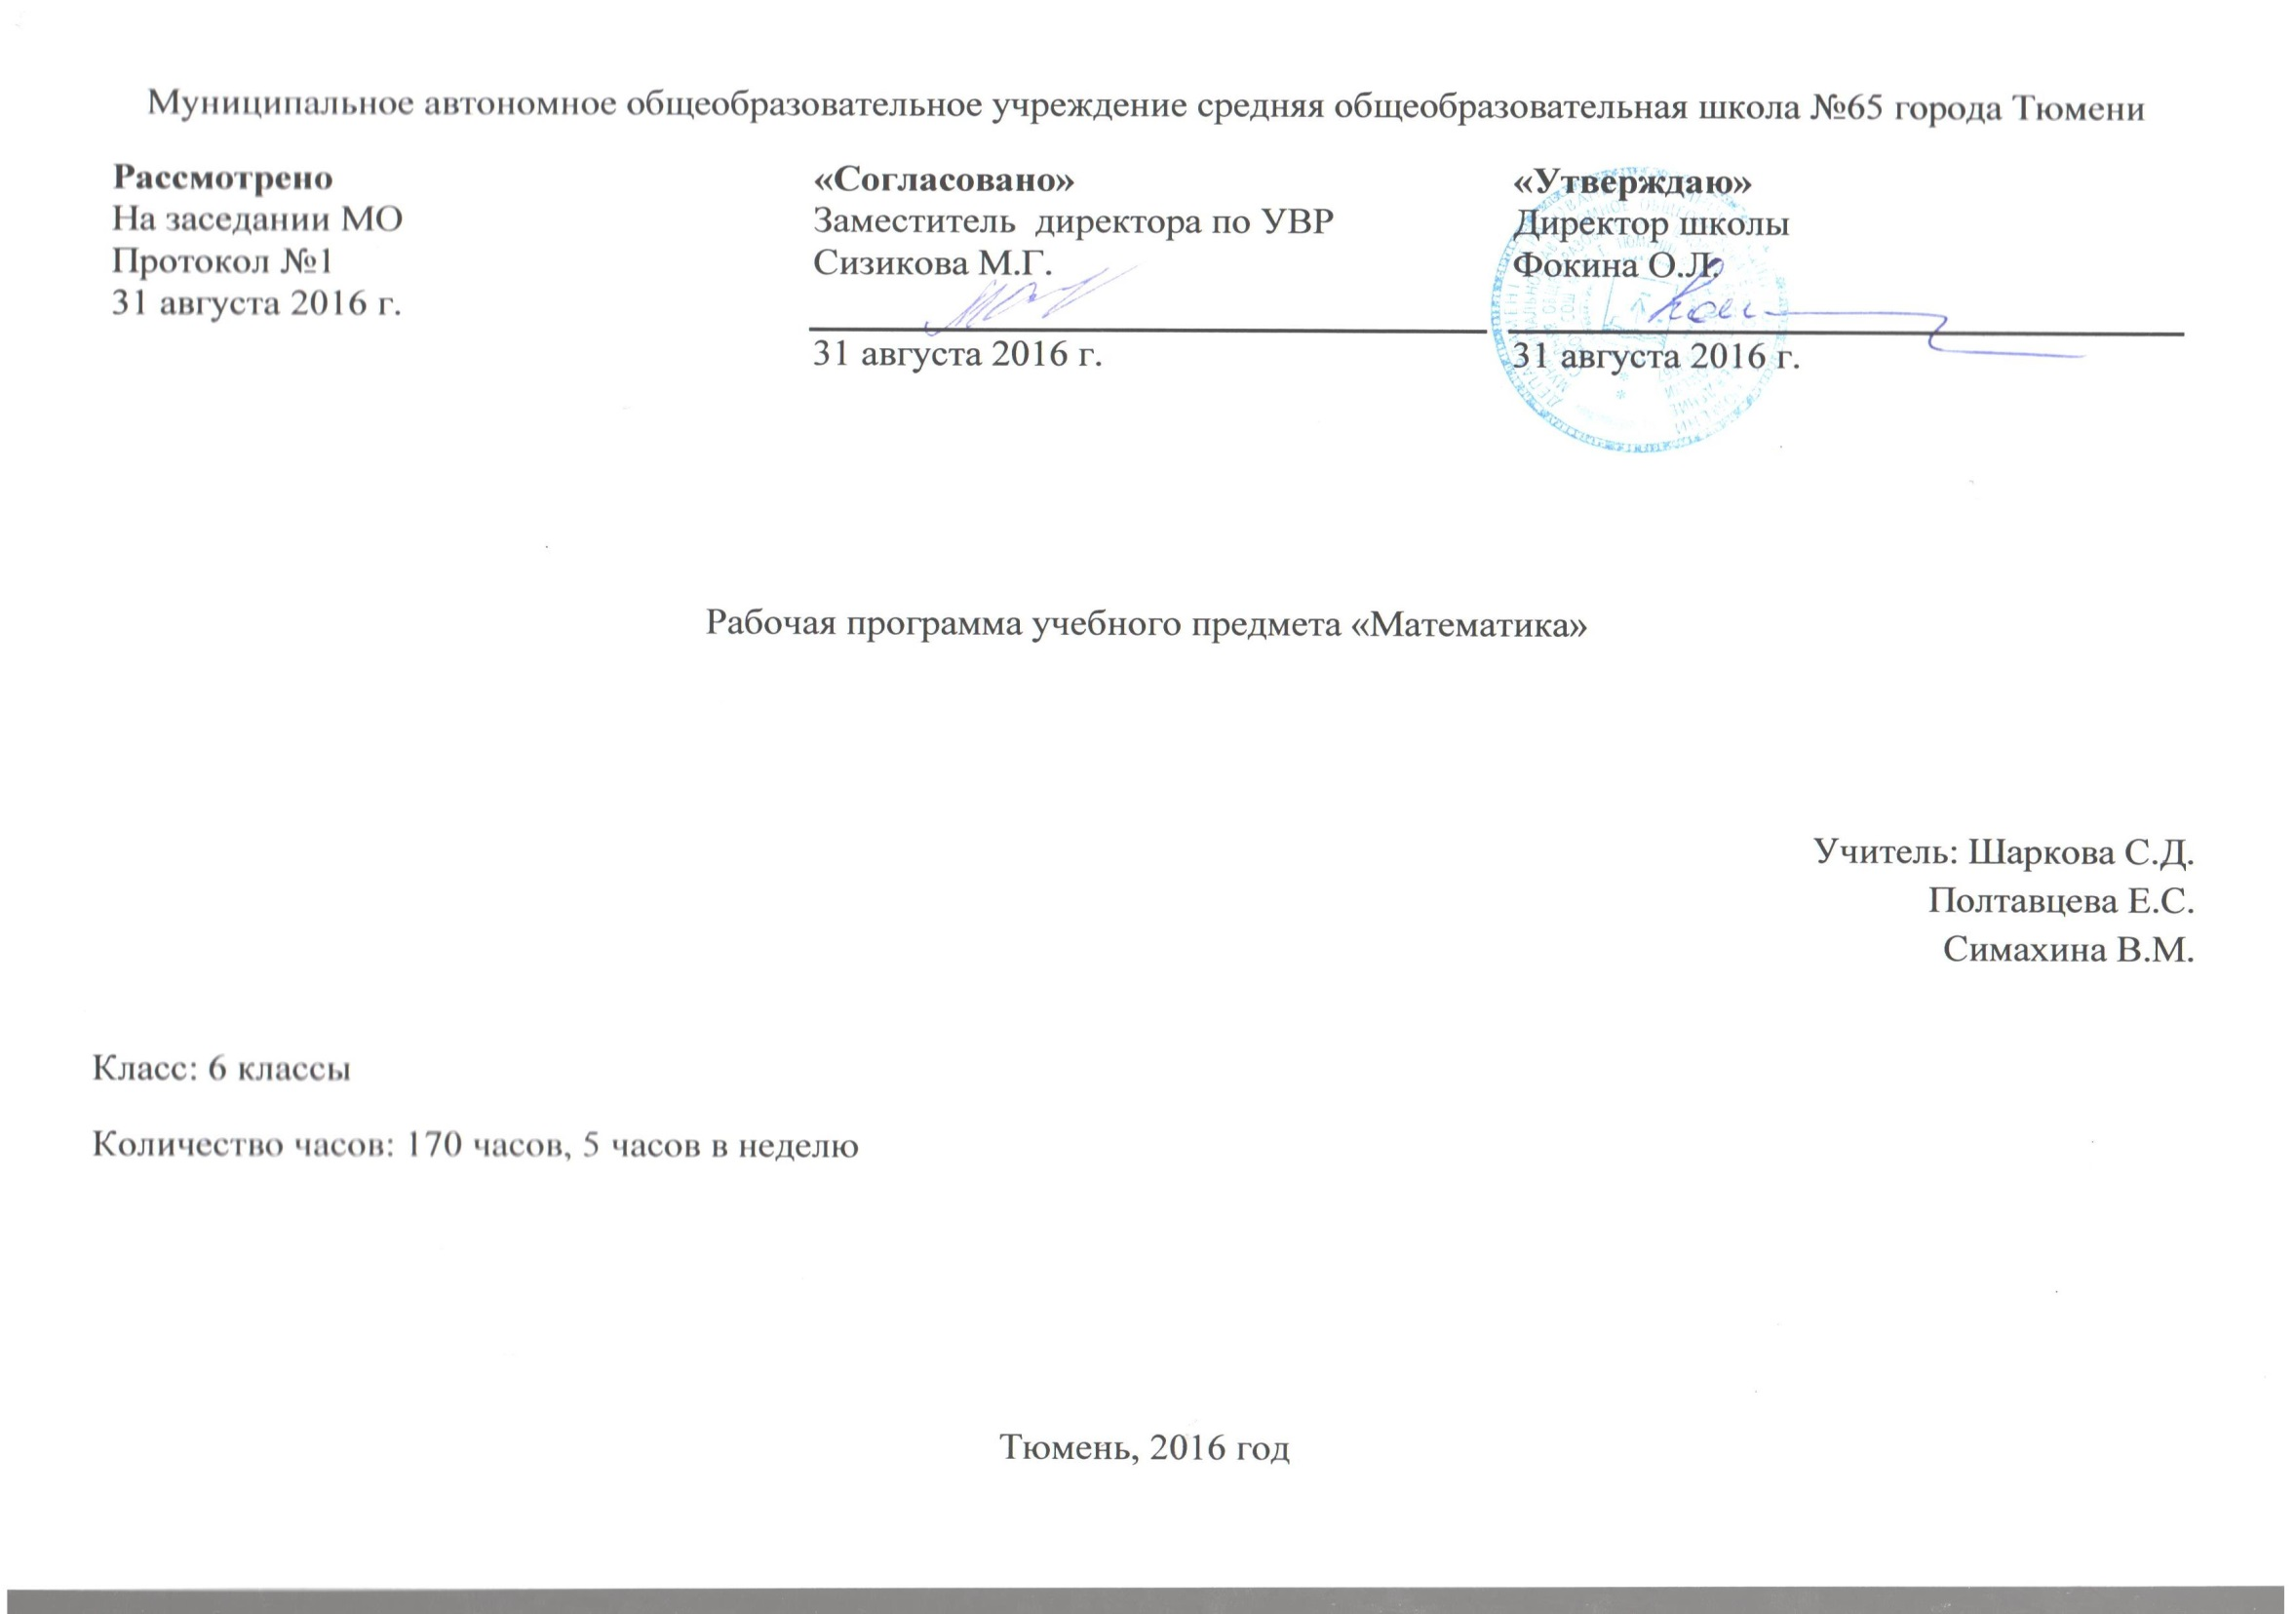 Муниципальное автономное общеобразовательное учреждение средняя общеобразовательная школа №65 города Тюмени
Рассмотрено
На заседании МО
Протокол №1
31 августа 2016 г.
«Согласовано»
Заместитель директора по УВР
Сизикова М.Г.
31 августа 2016 г.
«Утверждаю»
Директор школы
Фокина О.Л.
31 августа 2016 г.
Рабочая программа учебного предмета «Математика»
Учитель: Шаркова С.Д.
Полтавцева Е.С.
Симахина В.М.
Класс: 6 классы
Количество часов: 170 часов, 5 часов в неделю
Тюмень, 2016 год